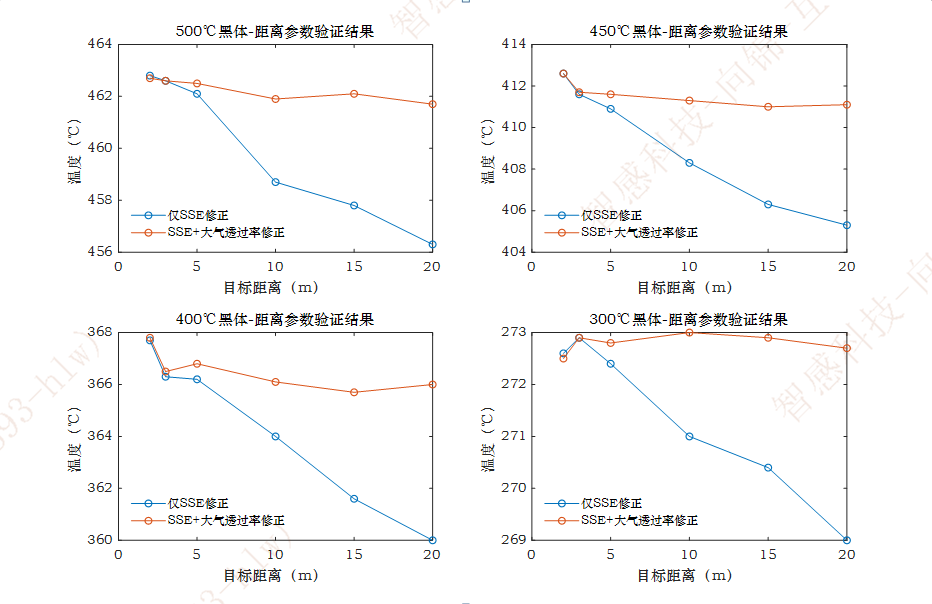 500℃黑体-距离参数验证结果
464
462
460
458
456
温度（℃）
仅SSE修正
SSE+大气透过率修正
0 5 10 15 20
目标距离（m）
450℃黑体-距离参数验证结果
414
412
410
408
406
404
温度（℃）
仅SSE修正
SSE+大气透过率修正
0 5 10 15 20
目标距离（m）
400℃黑体-距离参数验证结果
368
366
364
362
360
温度（℃）
仅SSE修正
SSE+大气透过率修正
0 5 10 15 20
目标距离（m）
300℃黑体-距离参数验证结果
273
272
271
270
269
温度（℃）
仅SSE修正
SSE+大气透过率修正
0 5 10 15 20
目标距离（m）
智感
智感科技-向锦-互
智感科技-向
93-hlw)
3-hlw)